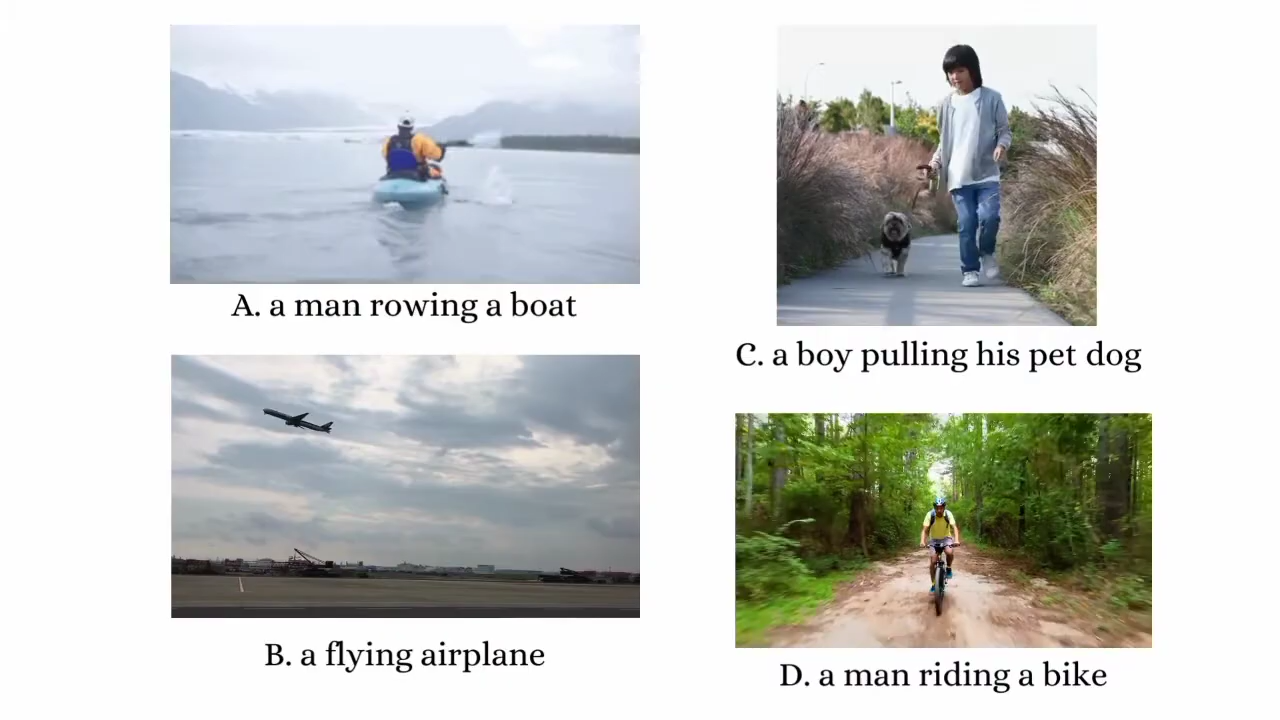 A. a man rowing a boat
B. a flying airplane
C. a boy pulling his pet dog
D. a man riding a bike